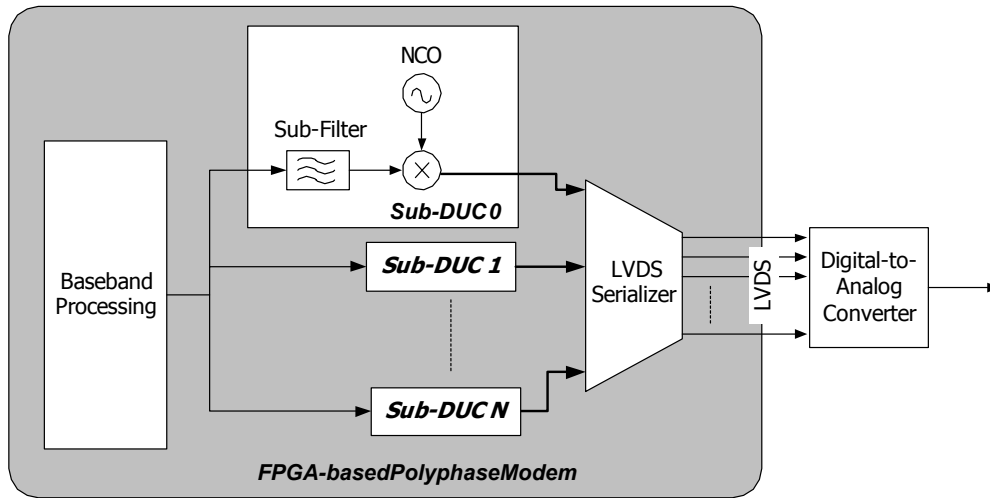 NCO
Sub-Filter
Sub-DUC 0
Baseband
Processing
Sub-DUC 1
LVDS
Serializer
LVDS
Digital-to-
Analog
Converter
Sub-DUC N
FPGA-basedPolyphaseModem